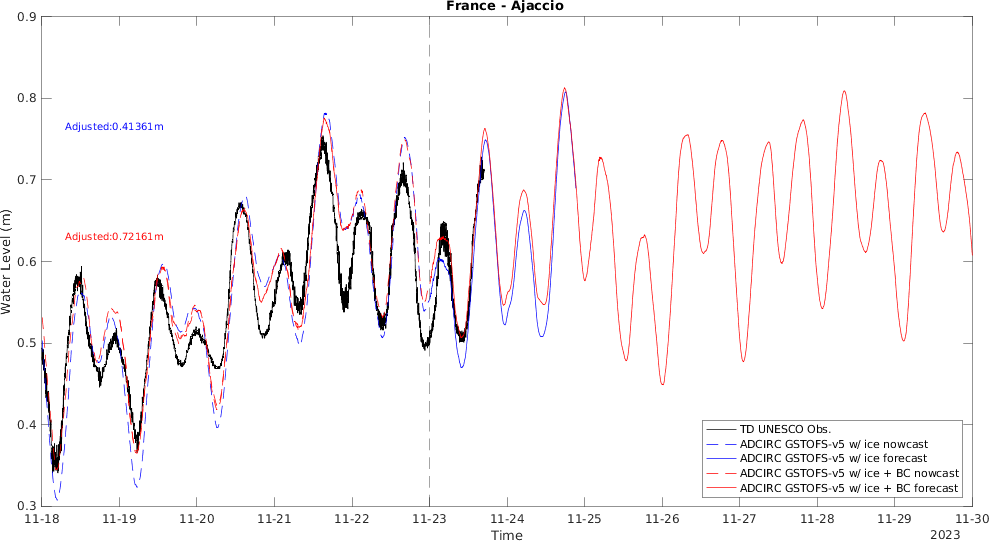 France - Ajaccio
Water Level (m)
0.9
0.8
0.7
0.6
0.5
0.4
0.3
Adjusted:0.41361m
Adjusted:0.72161m
TD UNESCO Obs.
ADCIRC GSTOFS-v5 w/ ice nowcast
ADCIRC GSTOFS-v5 w/ ice forecast
ADCIRC GSTOFS-v5 w/ ice + BC nowcast
ADCIRC GSTOFS-v5 w/ ice + BC forecast
11-18 11-19 11-20 11-21 11-22 11-23 11-24 11-25 11-26 11-27 11-28 11-29 11-30
Time
2023